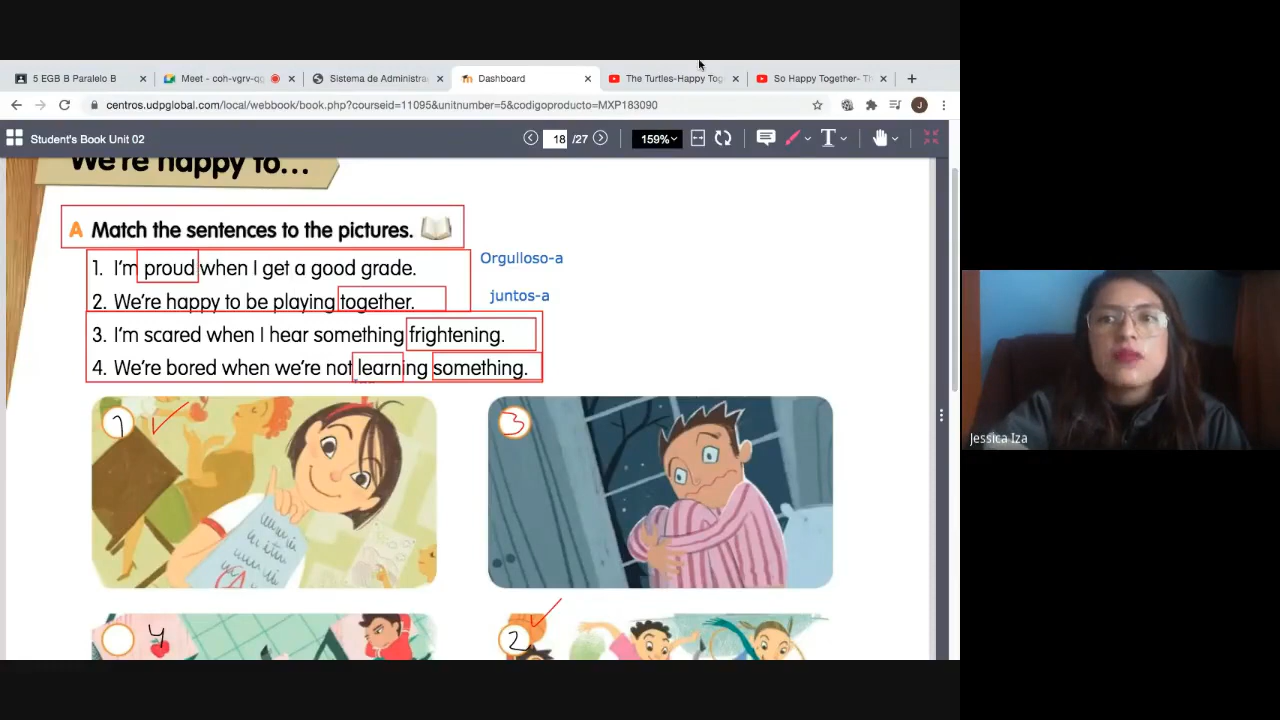 5 EGB B Paralelo B
Meet - coh-vgrv-qq
Sistema de Administra
Dashboard
The Turtles-Happy Tog
So Happy Together- Th
centros.udpglobal.com/local/webbook/book.php?courseid=11095&unitnumber=5&codigoproducto=MXP183090
J
Student's Book Unit 02
18 /27
159%
T
We're happy to...
A Match the sentences to the pictures.
1. I'm proud when I get a good grade.
Orgulloso-a
2. We're happy to be playing together.
juntos-a
3. I'm scared when I hear something frightening.
4. We're bored when we're not learning something.
1
3
A
4
2
Jessica Iza